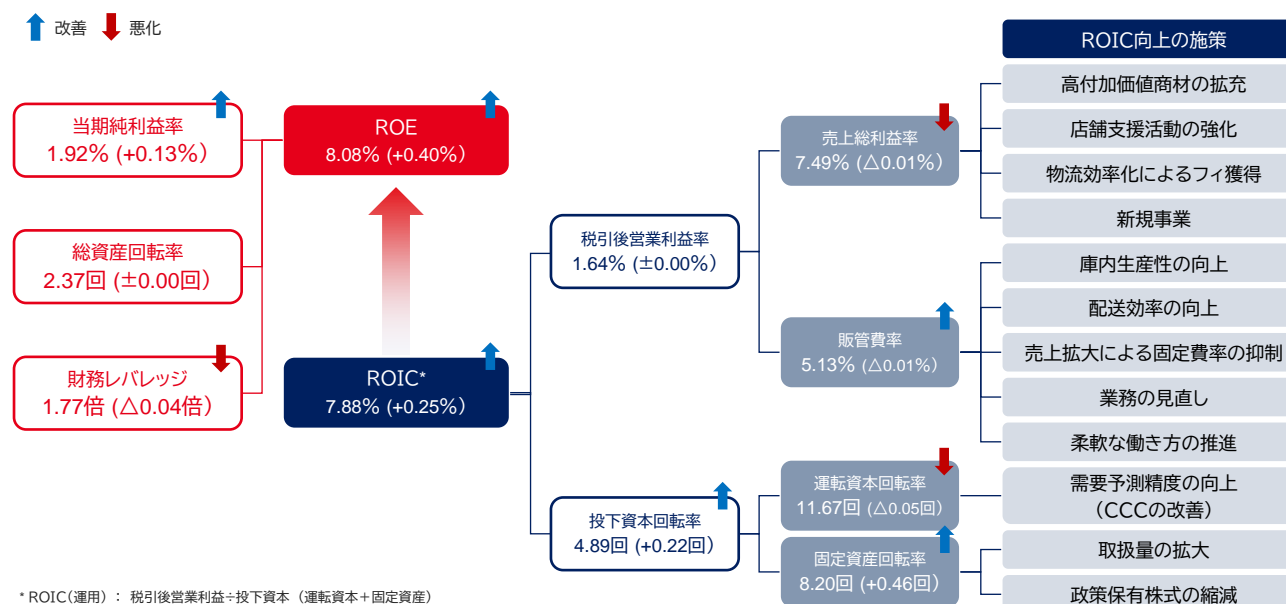 改善
悪化
当期純利益率
1.92% (+0.13%)
総資産回転率
2.37回 (±0.00回)
財務レバレッジ
1.77倍 (△0.04倍)
ROE
8.08% (+0.40%)
ROIC*
7.88% (+0.25%)
税引後営業利益率
1.64% (±0.00%)
投下資本回転率
4.89回 (+0.22回)
売上総利益率
7.49% (△0.01%)
販管費率
5.13% (△0.01%)
運転資本回転率
11.67回 (△0.05回)
固定資産回転率
8.20回 (+0.46回)
ROIC向上の施策
高付加価値商材の拡充
店舗支援活動の強化
物流効率化によるフィ獲得
新規事業
庫内生産性の向上
配送効率の向上
売上拡大による固定費率の抑制
業務の見直し
柔軟な働き方の推進
需要予測精度の向上
（CCCの改善）
取扱量の拡大
政策保有株式の縮減
* ROIC(運用) ： 税引後営業利益÷投下資本（運転資本＋固定資産）